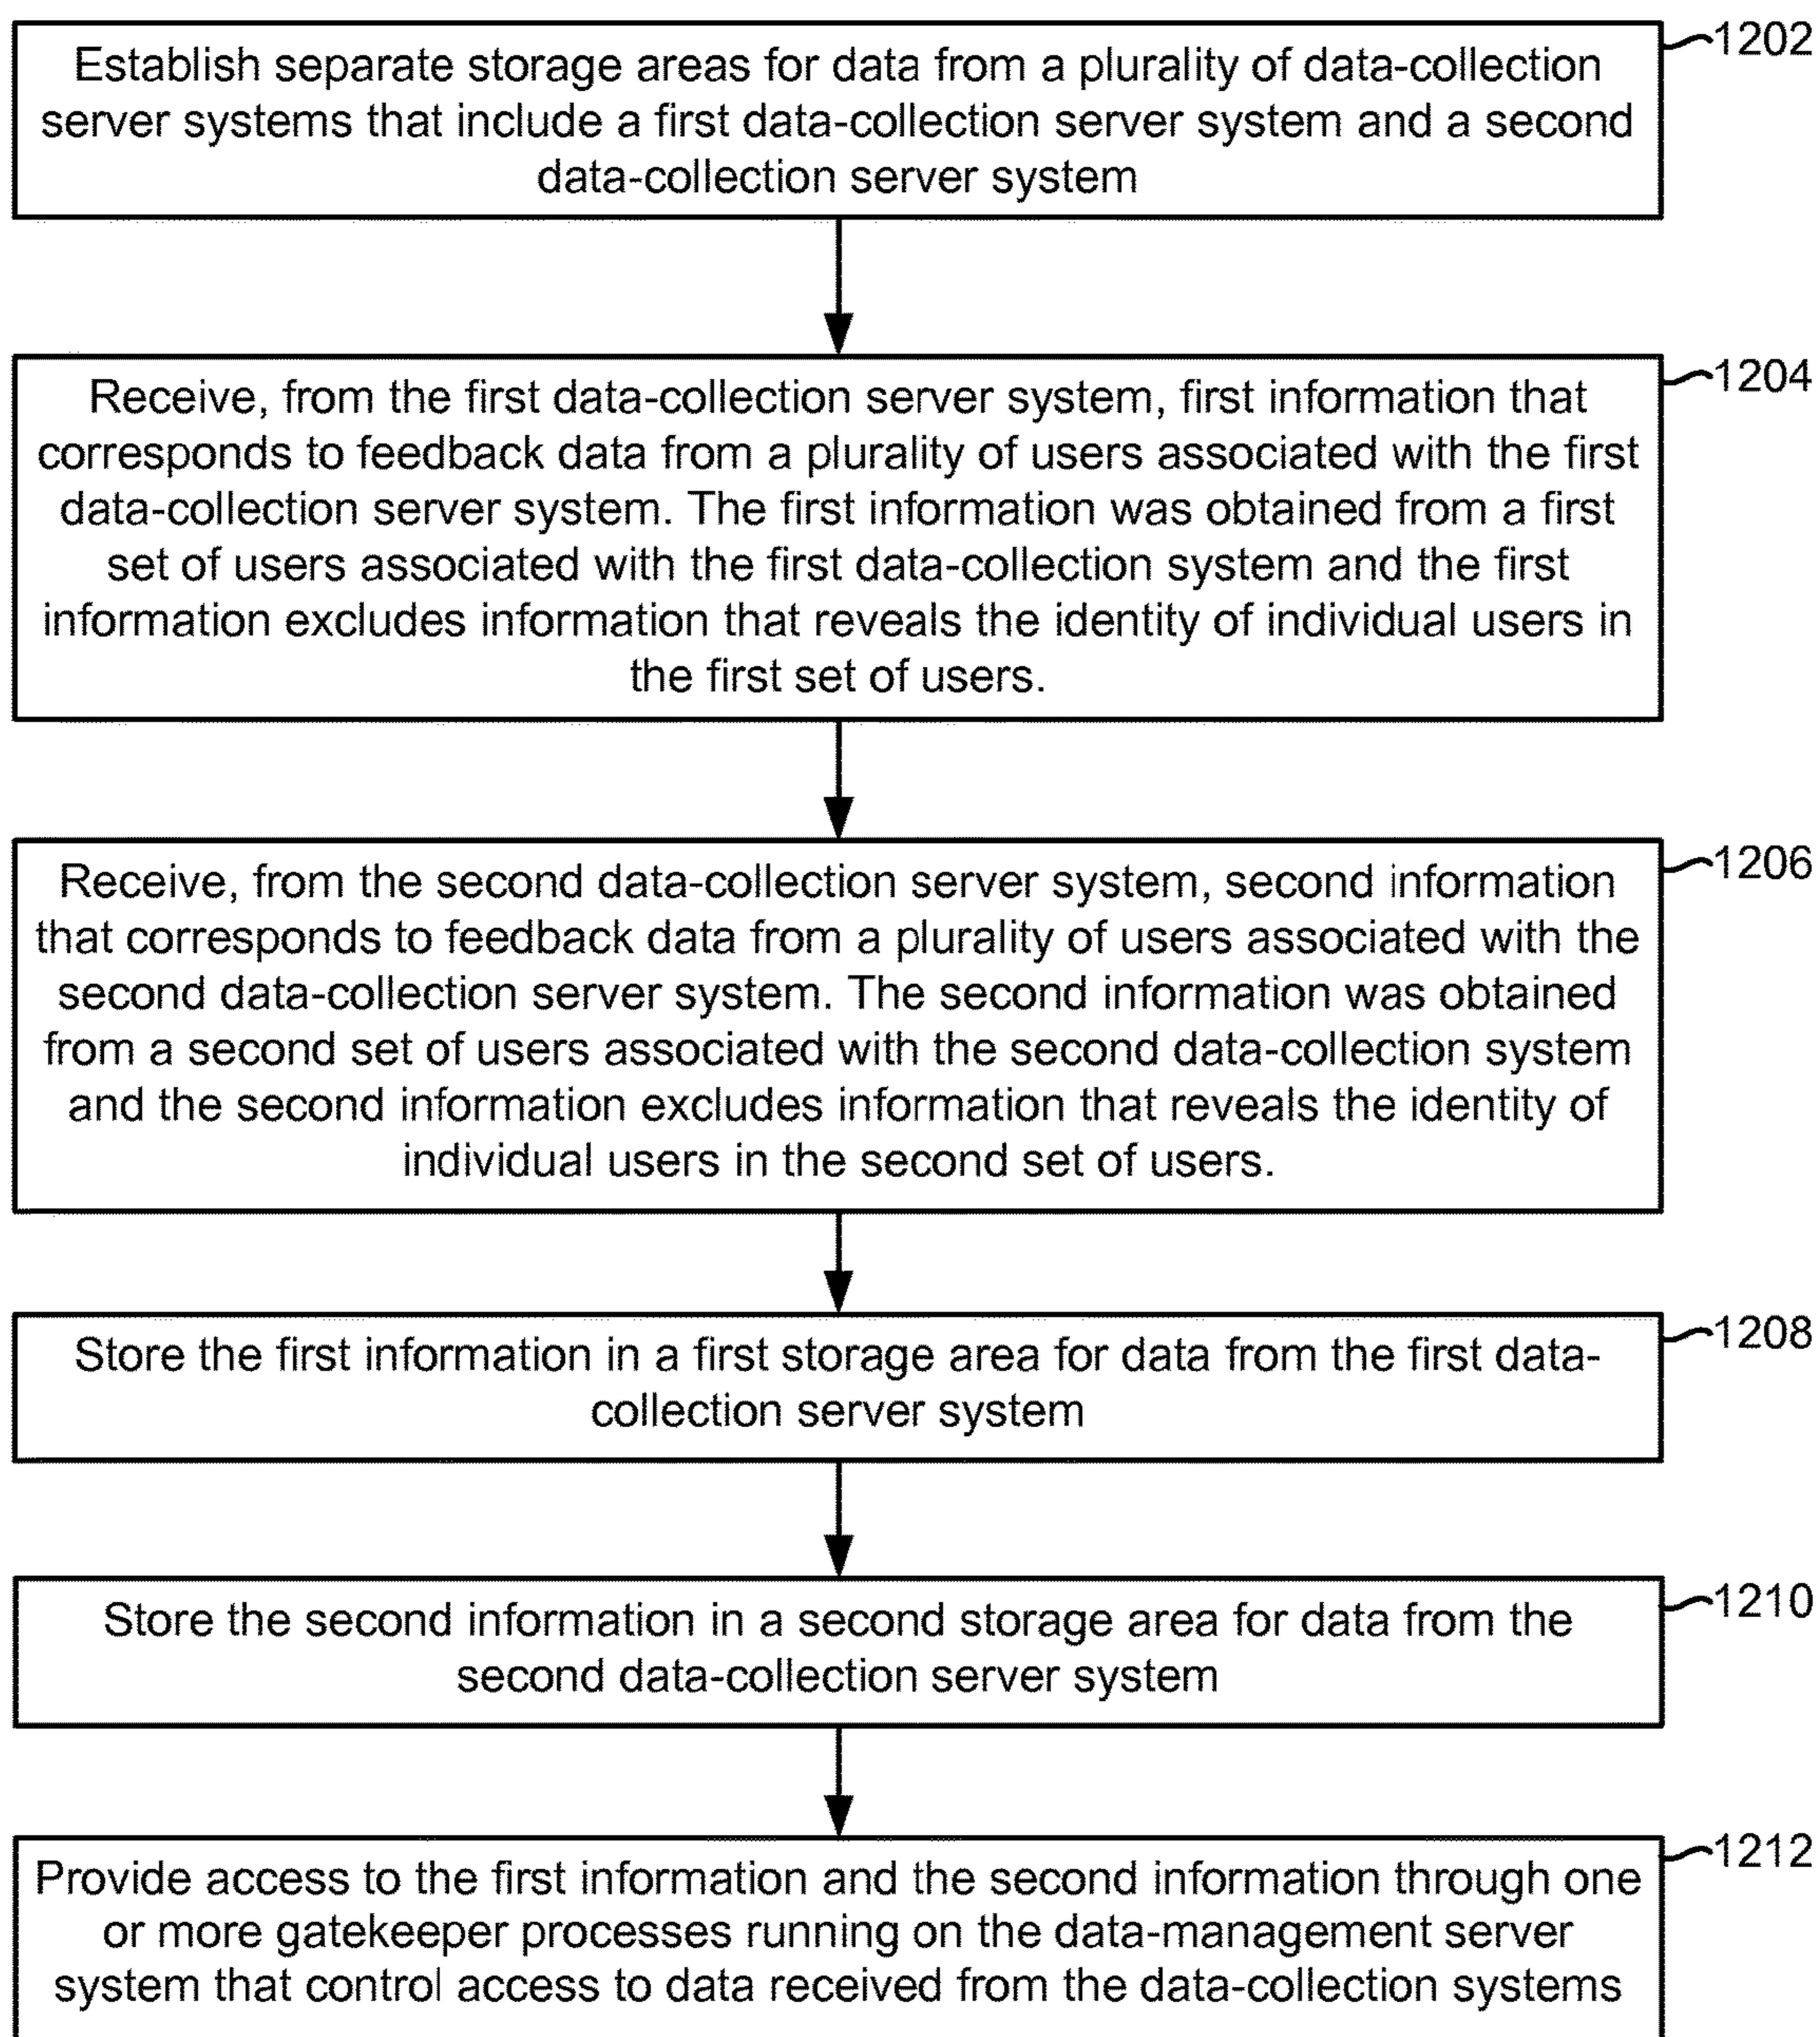 1202
Establish separate storage areas for data from a plurality of data-collection
server systems that include a first data-collection server system and a second
data-collection server system
1204
Receive, from the first data-collection server system, first information that
corresponds to feedback data from a plurality of users associated with the first
data-collection server system. The first information was obtained from a first
set of users associated with the first data-collection system and the first
information excludes information that reveals the identity of individual users in
the first set of users.
1206
Receive, from the second data-collection server system, second information
that corresponds to feedback data from a plurality of users associated with the
second data-collection server system. The second information was obtained
from a second set of users associated with the second data-collection system
and the second information excludes information that reveals the identity of
individual users in the second set of users.
1208
Store the first information in a first storage area for data from the first data-
collection server system
1210
Store the second information in a second storage area for data from the
second data-collection server system
1212
Provide access to the first information and the second information through one
or more gatekeeper processes running on the data-management server
system that control access to data received from the data-collection systems